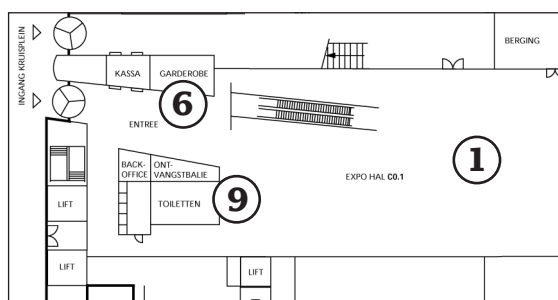 INGANG KRUISPLEIN
KASSA
GARDEROBE
BERGING
6
ENTREE
1
BACK-
OFFICE
ONT-
VANGSTBALIE
EXPO HAL C0.1
LIFT
TOILETTEN
9
LIFT
LIFT